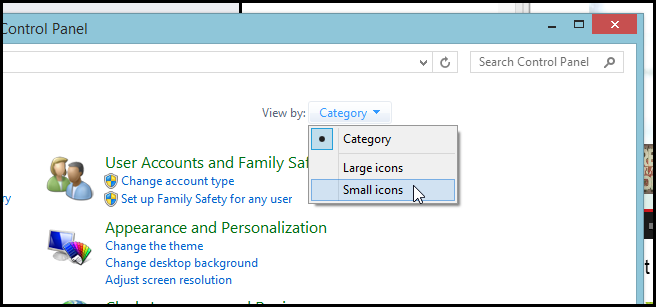 Control Panel
Search Control Panel
View by: Category
Category
Large icons
Small icons
User Accounts and Family Saf
Change account type
Set up Family Safety for any user
Appearance and Personalization
Change the theme
Change desktop background
Adjust screen resolution